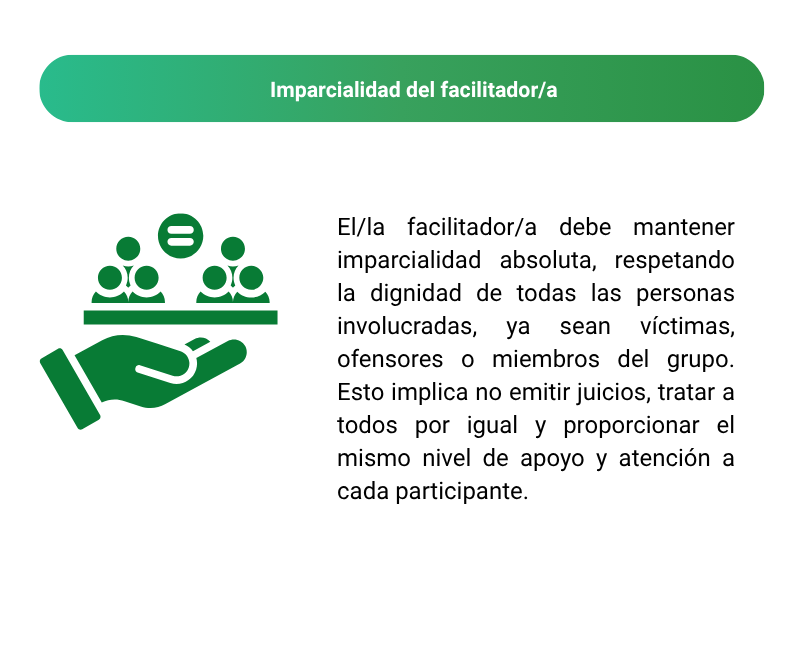 Imparcialidad del facilitador/a
El/la facilitador/a debe mantener
imparcialidad absoluta, respetando
la dignidad de todas las personas
involucradas, ya sean víctimas,
ofensores o miembros del grupo.
Esto implica no emitir juicios, tratar a
todos por igual y proporcionar el
mismo nivel de apoyo y atención a
cada participante.